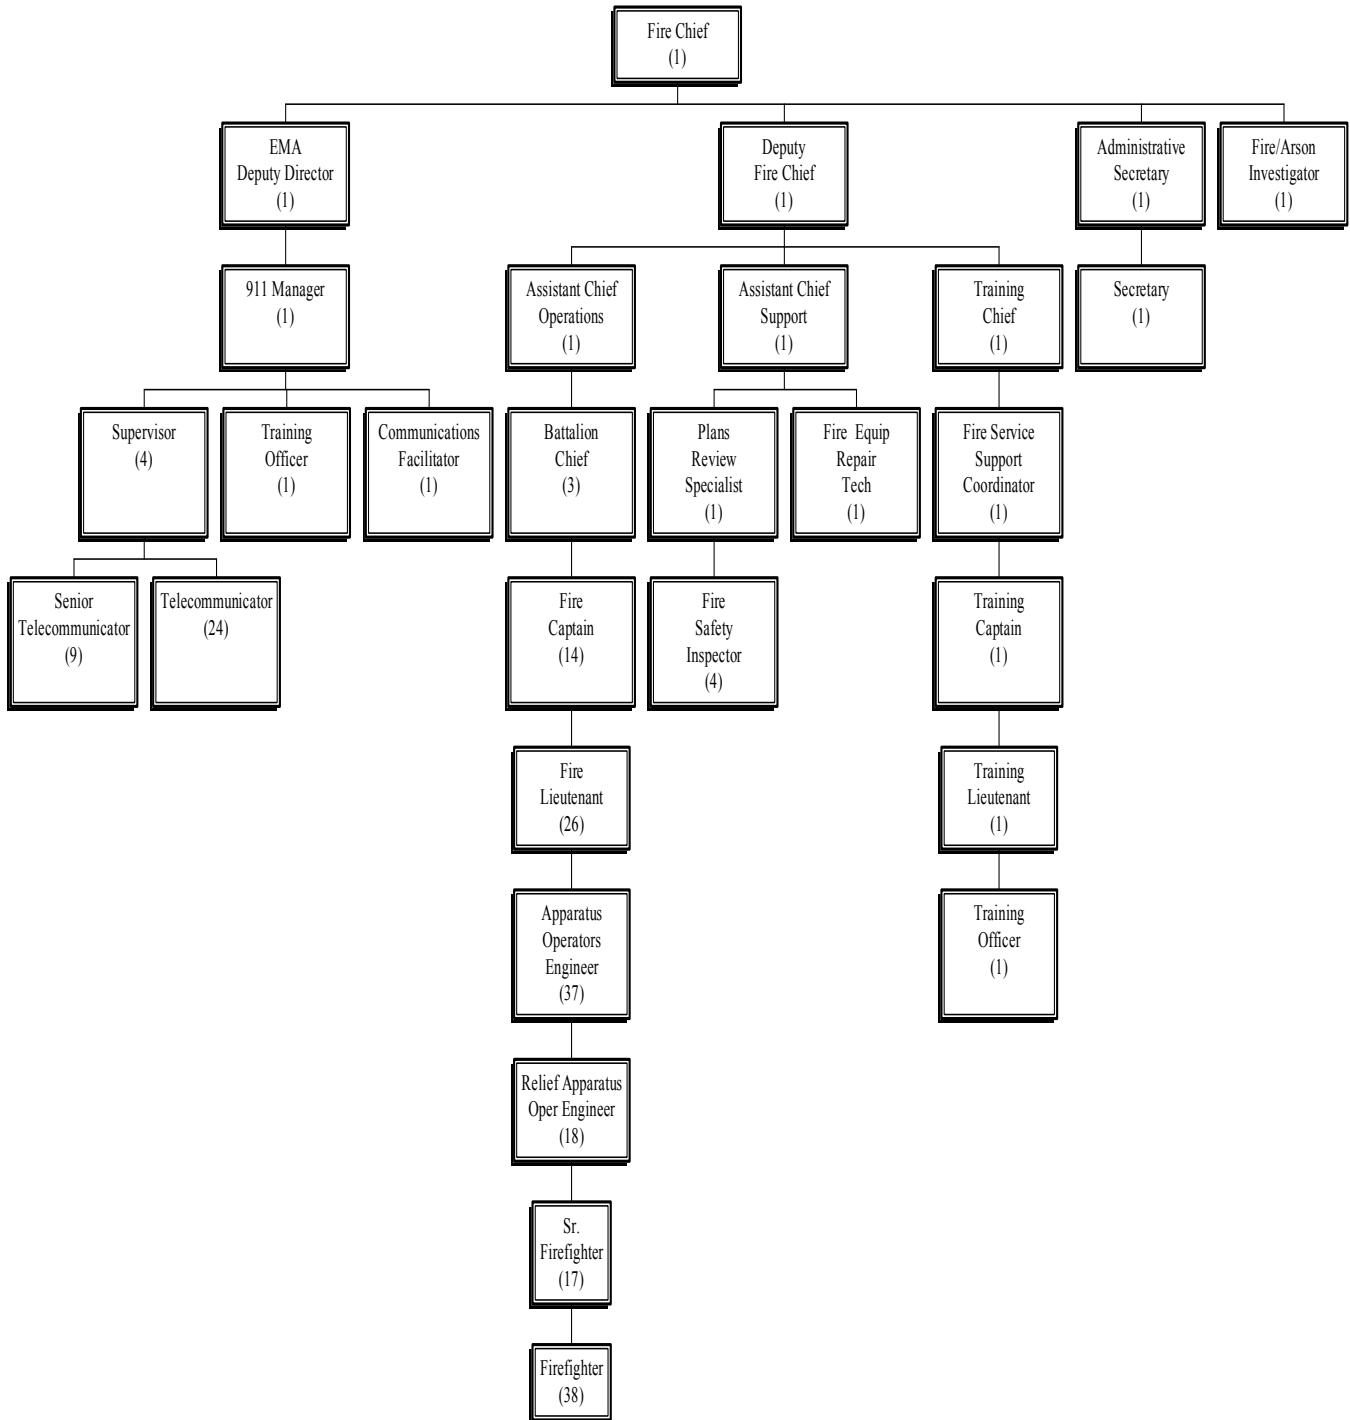 Fire Chief
(1)
EMA
Deputy Director
(1)
Deputy
Fire Chief
(1)
Administrative
Secretary
(1)
Fire/Arson
Investigator
(1)
911 Manager
(1)
Assistant Chief
Operations
(1)
Assistant Chief
Support
(1)
Training
Chief
(1)
Secretary
(1)
Supervisor
(4)
Training
Officer
(1)
Communications
Facilitator
(1)
Battalion
Chief
(3)
Plans
Review
Specialist
(1)
Fire Equip
Repair
Tech
(1)
Fire Service
Support
Coordinator
(1)
Senior
Telecommunicator
(9)
Telecommunicator
(24)
Fire
Captain
(14)
Fire
Safety
Inspector
(4)
Training
Captain
(1)
Fire
Lieutenant
(26)
Training
Lieutenant
(1)
Apparatus
Operators
Engineer
(37)
Training
Officer
(1)
Relief Apparatus
Oper Engineer
(18)
Sr.
Firefighter
(17)
Firefighter
(38)